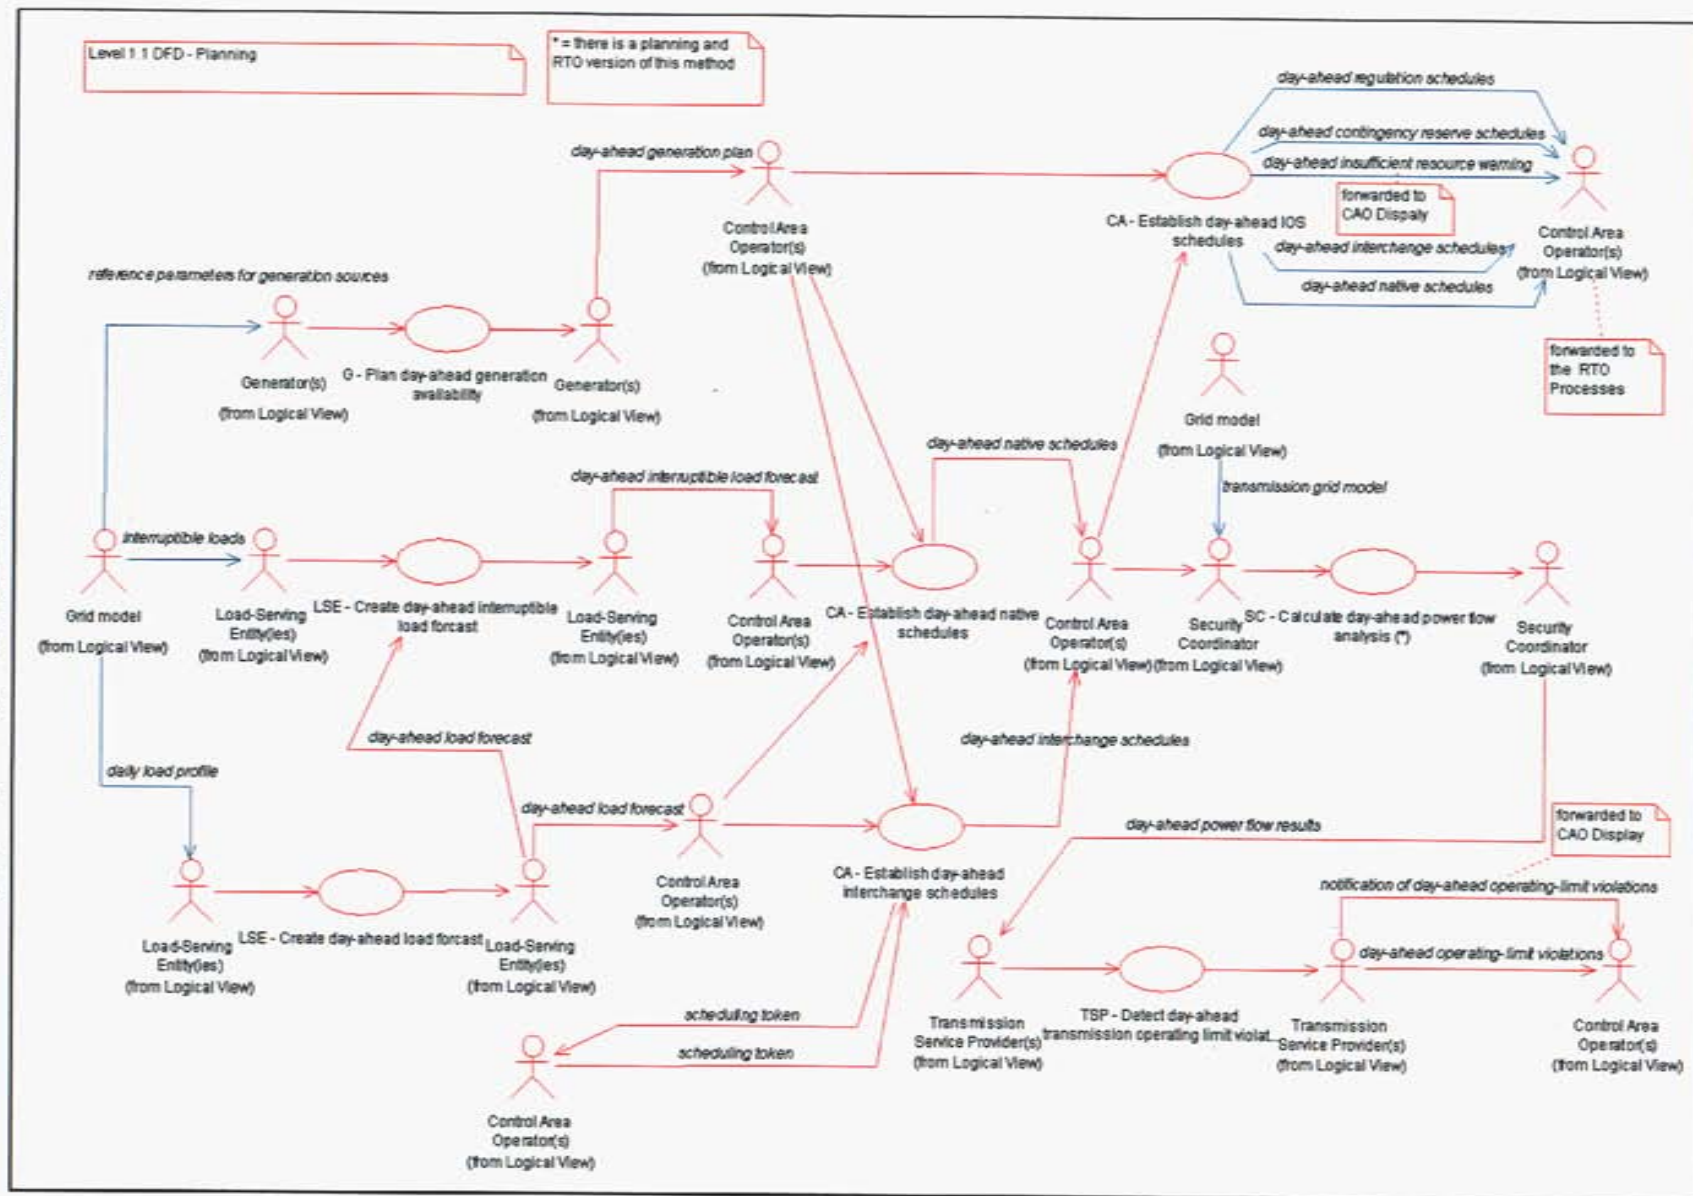 Level 1.1 DFD - Planning
* = there is a planning and
RTO version of this method
day-ahead regulation schedules
day-ahead contingency reserve schedules
day-ahead insufficient resource warning
forwarded to
CAO Dispaly
day-ahead interchange schedules
day-ahead native schedules
CA - Establish day-ahead IOS
schedules
Control Area
Operator(s)
(from Logical View)
forwarded to
the RTO
Processes
day-ahead generation plan
Control Area
Operator(s)
(from Logical View)
reference parameters for generation sources
Generator(s)
(from Logical View)
G - Plan day-ahead generation
availability
Generator(s)
(from Logical View)
Grid model
(from Logical View)
transmission grid model
day-ahead native schedules
day-ahead interruptible load forecast
interruptible loads
Grid model
(from Logical View)
Load-Serving
Entity(ies)
(from Logical View)
LSE - Create day-ahead interruptible
load forcast
Load-Serving
Entity(ies)
(from Logical View)
Control Area
Operator(s)
(from Logical View)
CA - Establish day-ahead native
schedules
Control Area
Operator(s)
(from Logical View)
Security
Coordinator
(from Logical View)
SC - Calculate day-ahead power flow
analysis (*)
Security
Coordinator
(from Logical View)
day-ahead load forecast
day-ahead interchange schedules
daily load profile
day-ahead load forecast
day-ahead power flow results
forwarded to
CAO Display
Load-Serving
Entity(ies)
(from Logical View)
LSE - Create day-ahead load forcast
Load-Serving
Entity(ies)
(from Logical View)
Control Area
Operator(s)
(from Logical View)
CA - Establish day-ahead
interchange schedules
notification of day-ahead operating-limit violations
day-ahead operating-limit violations
scheduling token
scheduling token
Control Area
Operator(s)
(from Logical View)
Transmission
Service Provider(s)
(from Logical View)
TSP - Detect day-ahead
transmission operating limit violat...
Transmission
Service Provider(s)
(from Logical View)
Control Area
Operator(s)
(from Logical View)